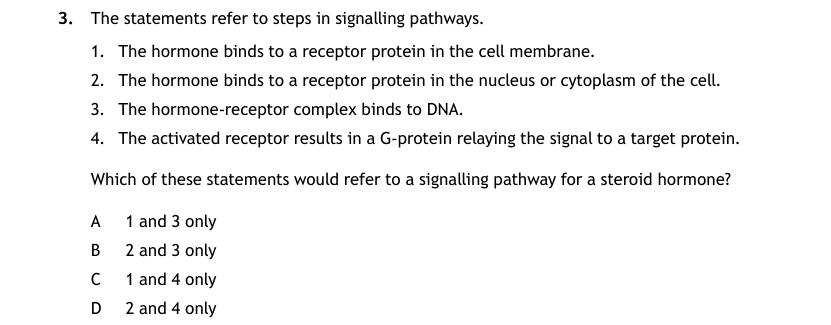 3. The statements refer to steps in signalling pathways.
1. The hormone binds to a receptor protein in the cell membrane.
2. The hormone binds to a receptor protein in the nucleus or cytoplasm of the cell.
3. The hormone-receptor complex binds to DNA.
4. The activated receptor results in a G-protein relaying the signal to a target protein.
Which of these statements would refer to a signalling pathway for a steroid hormone?
A 1 and 3 only
B 2 and 3 only
C 1 and 4 only
D 2 and 4 only